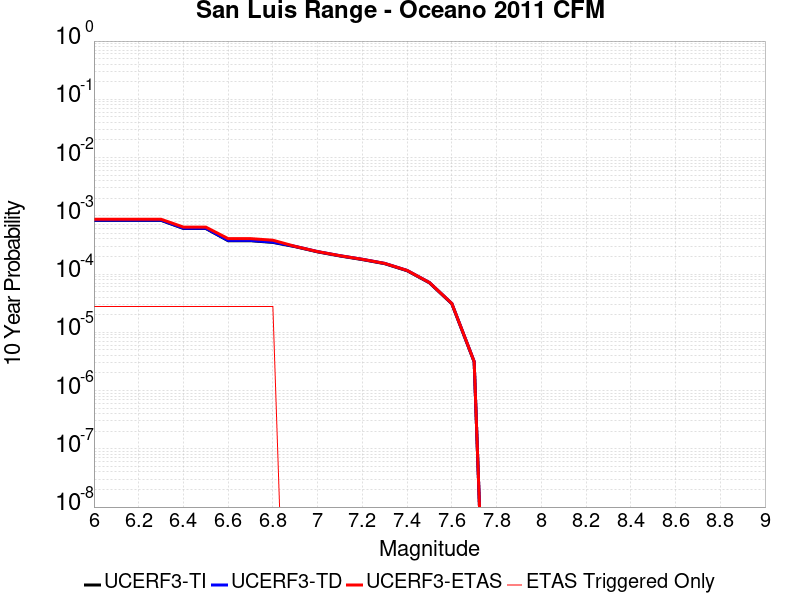 San Luis Range - Oceano 2011 CFM
10 0
10 -1
10 -2
10 -3
10 -4
10 -5
10 -6
10 -7
10 -8
10 Year Probability
6 6.2 6.4 6.6 6.8 7 7.2 7.4 7.6 7.8 8 8.2 8.4 8.6 8.8 9
Magnitude
UCERF3-TI UCERF3-TD UCERF3-ETAS ETAS Triggered Only